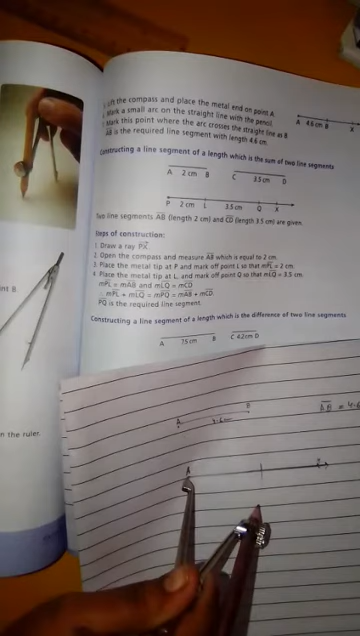 Lift the compass and place the metal end on point A.
Mark a small arc on the straight line with the pencil.
Mark this point where the arc crosses the straight line as B.
AB is the required line segment with length 4.6 cm.
A 4.6 cm B X
Constructing a line segment of a length which is the sum of two line segments
A 2 cm B C 3.5 cm D
P 2 cm L 3.5 cm Q X
Two line segments AB (length 2 cm) and CD (length 3.5 cm) are given.
Steps of construction:
1. Draw a ray PX.
2. Open the compass and measure AB which is equal to 2 cm.
3. Place the metal tip at P and mark off point L so that mPL = 2 cm.
4. Place the metal tip at L, and mark off point Q so that mLQ = 3.5 cm.
mPL = mAB and mLQ = mCD
mPL + mLQ = mPQ = mAB + mCD.
PQ is the required line segment.
Constructing a line segment of a length which is the difference of two line segments
A 7.5 cm B C 4.2 cm D
nt B.
n the ruler.
A B
A